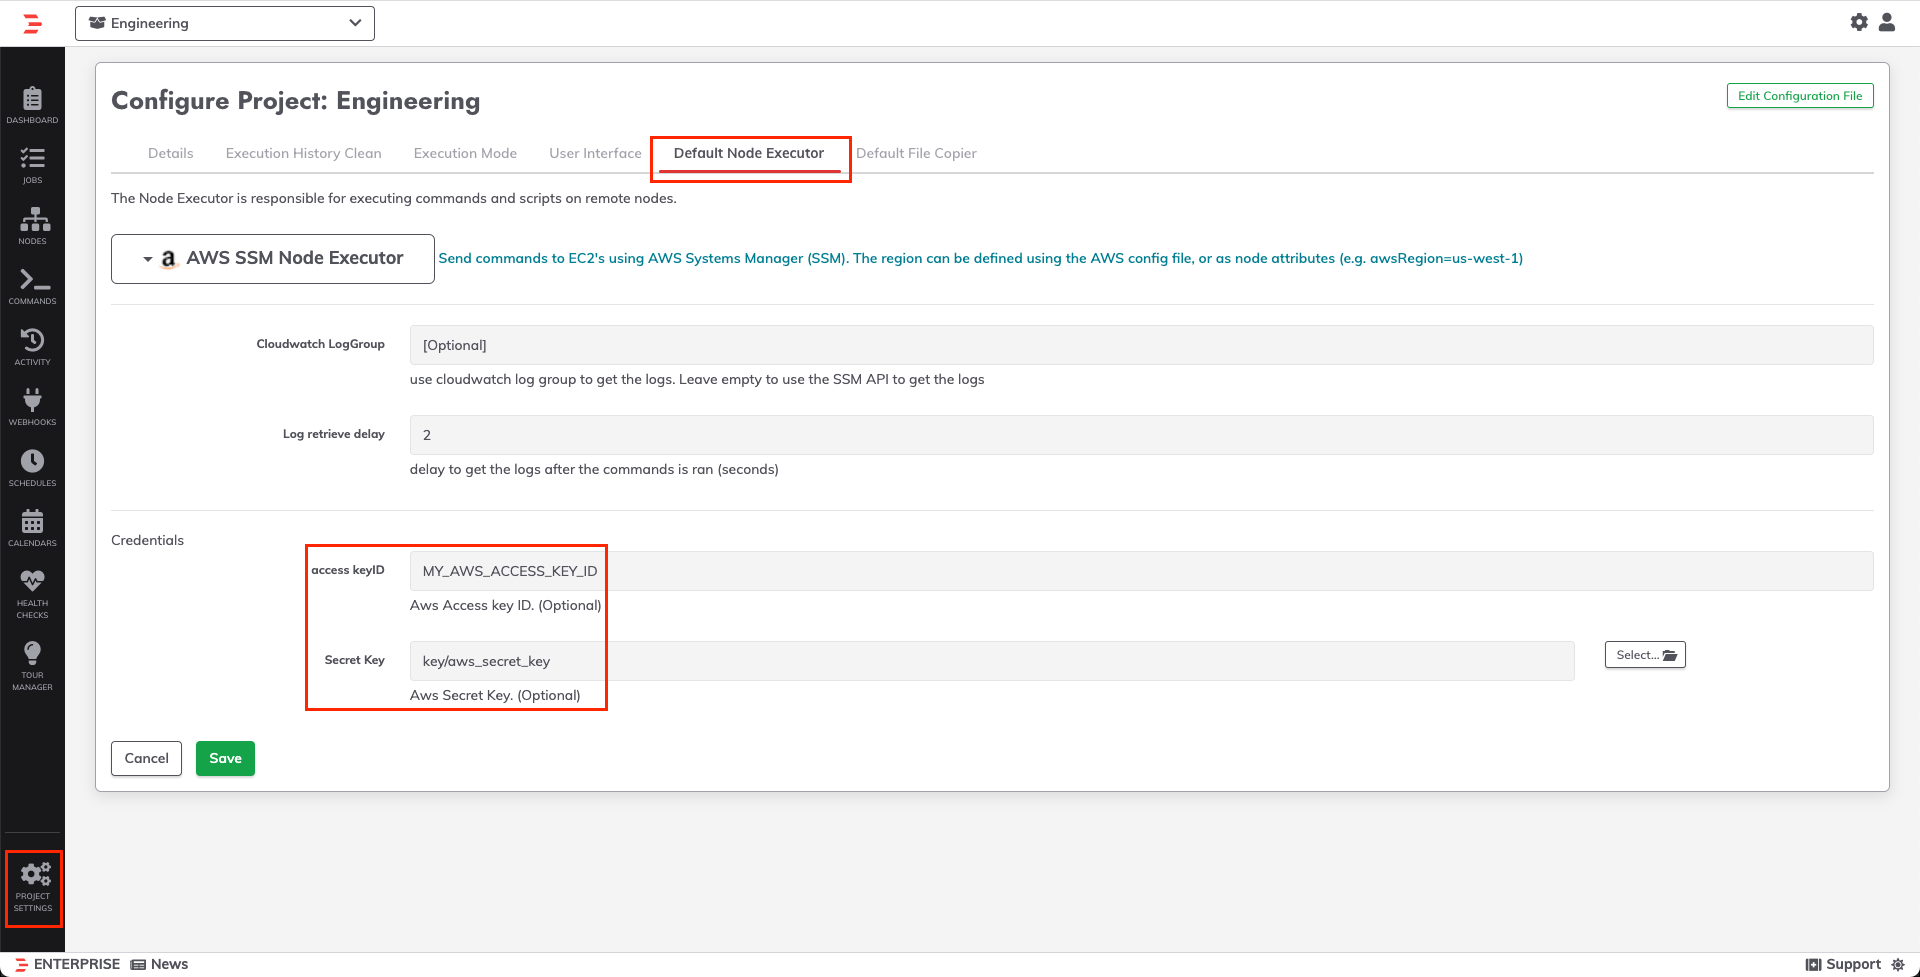 Engineering
DASHBOARD
JOBS
NODES
COMMANDS
ACTIVITY
WEBHOOKS
SCHEDULES
CALENDARS
HEALTH
CHECKS
TOUR
MANAGER
PROJECT
SETTINGS
Configure Project: Engineering
Edit Configuration File
Details Execution History Clean Execution Mode User Interface Default Node Executor Default File Copier
The Node Executor is responsible for executing commands and scripts on remote nodes.
a AWS SSM Node Executor Send commands to EC2's using AWS Systems Manager (SSM). The region can be defined using the AWS config file, or as node attributes (e.g. awsRegion=us-west-1)
Cloudwatch LogGroup [Optional]
use cloudwatch log group to get the logs. Leave empty to use the SSM API to get the logs
Log retrieve delay 2
delay to get the logs after the commands is ran (seconds)
Credentials
access keyID MY_AWS_ACCESS_KEY_ID
Aws Access key ID. (Optional)
Secret Key key/aws_secret_key Select...
Aws Secret Key. (Optional)
Cancel Save
ENTERPRISE News Support